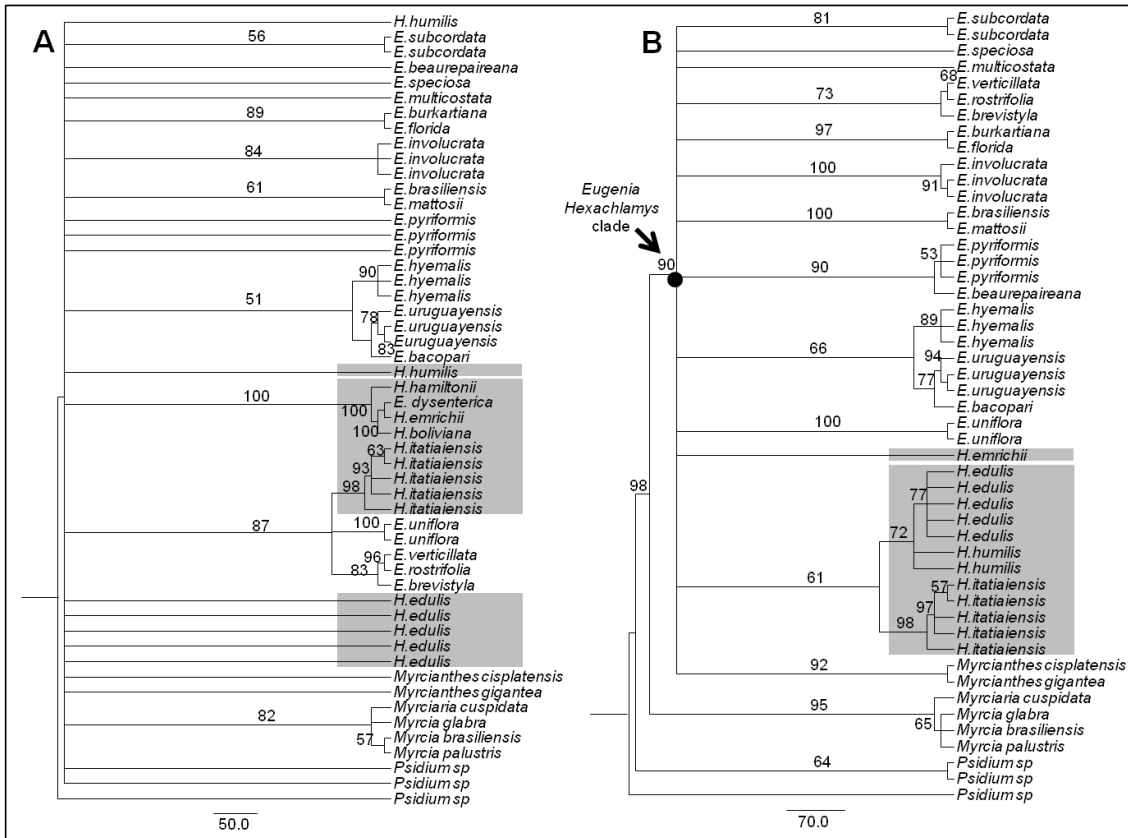 A
H.humilis
56
E.subcordata
E.subcordata
E.beaurepaireana
E.speciosa
E.multicostata
89
E.burkartiana
E.florida
84
E.involucrata
E.involucrata
E.involucrata
61
E.brasiliensis
E.mattosii
E.pyriformis
E.pyriformis
E.pyriformis
51
90
E.hyemalis
E.hyemalis
E.hyemalis
78
E.uruguayensis
E.uruguayensis
Euruguayensis
83
E.bacopari
H.humilis
100
H.hamiltonii
E. dysenterica
100
H.emrichii
100
H.boliviana
63
H.itatiaiensis
H.itatiaiensis
93
H.itatiaiensis
98
H.itatiaiensis
H.itatiaiensis
87
100
E.uniflora
E.uniflora
96
E.verticillata
83
E.rostrifolia
E.brevistyla
H.edulis
H.edulis
H.edulis
H.edulis
H.edulis
Myrcianthes cisplatensis
Myrcianthes gigantea
82
Myrciaria cuspidata
Myrcia glabra
57
Myrcia brasiliensis
Myrcia palustris
Psidium sp
Psidium sp
Psidium sp
50.0
B
81
E.subcordata
E.subcordata
E.speciosa
E.multicostata
68
E.verticillata
73
E.rostrifolia
E.brevistyla
97
E.burkartiana
E.florida
100
E.involucrata
91
E.involucrata
E.involucrata
100
E.brasiliensis
E.mattosii
Eugenia
Hexachlamys
clade
90
90
53
E.pyriformis
E.pyriformis
E.pyriformis
E.beaurepaireana
66
89
E.hyemalis
E.hyemalis
E.hyemalis
94
E.uruguayensis
77
E.uruguayensis
E.uruguayensis
E.bacopari
100
E.uniflora
E.uniflora
H.emrichii
98
61
72
77
H.edulis
H.edulis
H.edulis
H.edulis
H.edulis
H.humilis
H.humilis
57
H.itatiaiensis
97
H.itatiaiensis
98
H.itatiaiensis
H.itatiaiensis
H.itatiaiensis
92
Myrcianthes cisplatensis
Myrcianthes gigantea
95
Myrciaria cuspidata
65
Myrcia glabra
Myrcia brasiliensis
Myrcia palustris
64
Psidium sp
Psidium sp
Psidium sp
70.0